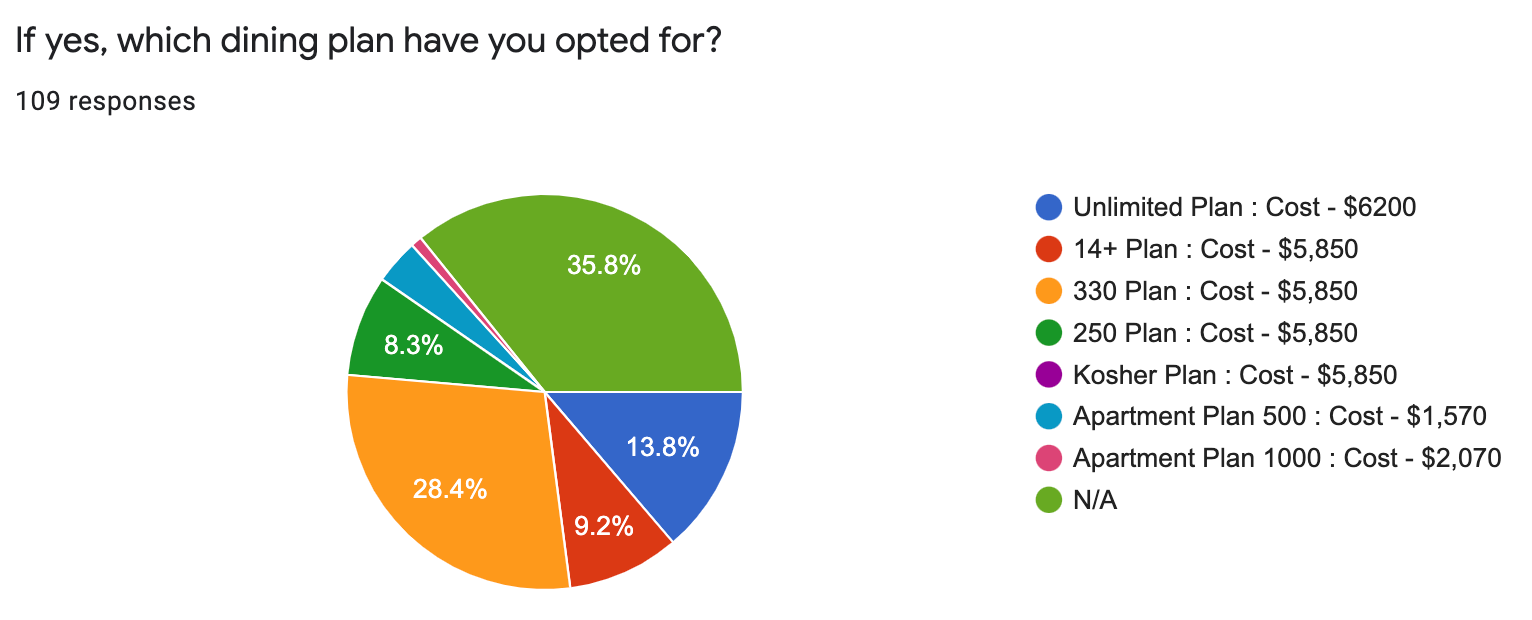 If yes, which dining plan have you opted for?
109 responses
35.8%
8.3%
13.8%
28.4%
9.2%
Unlimited Plan : Cost - $6200
14+ Plan : Cost - $5,850
330 Plan : Cost - $5,850
250 Plan : Cost - $5,850
Kosher Plan : Cost - $5,850
Apartment Plan 500 : Cost - $1,570
Apartment Plan 1000 : Cost - $2,070
N/A